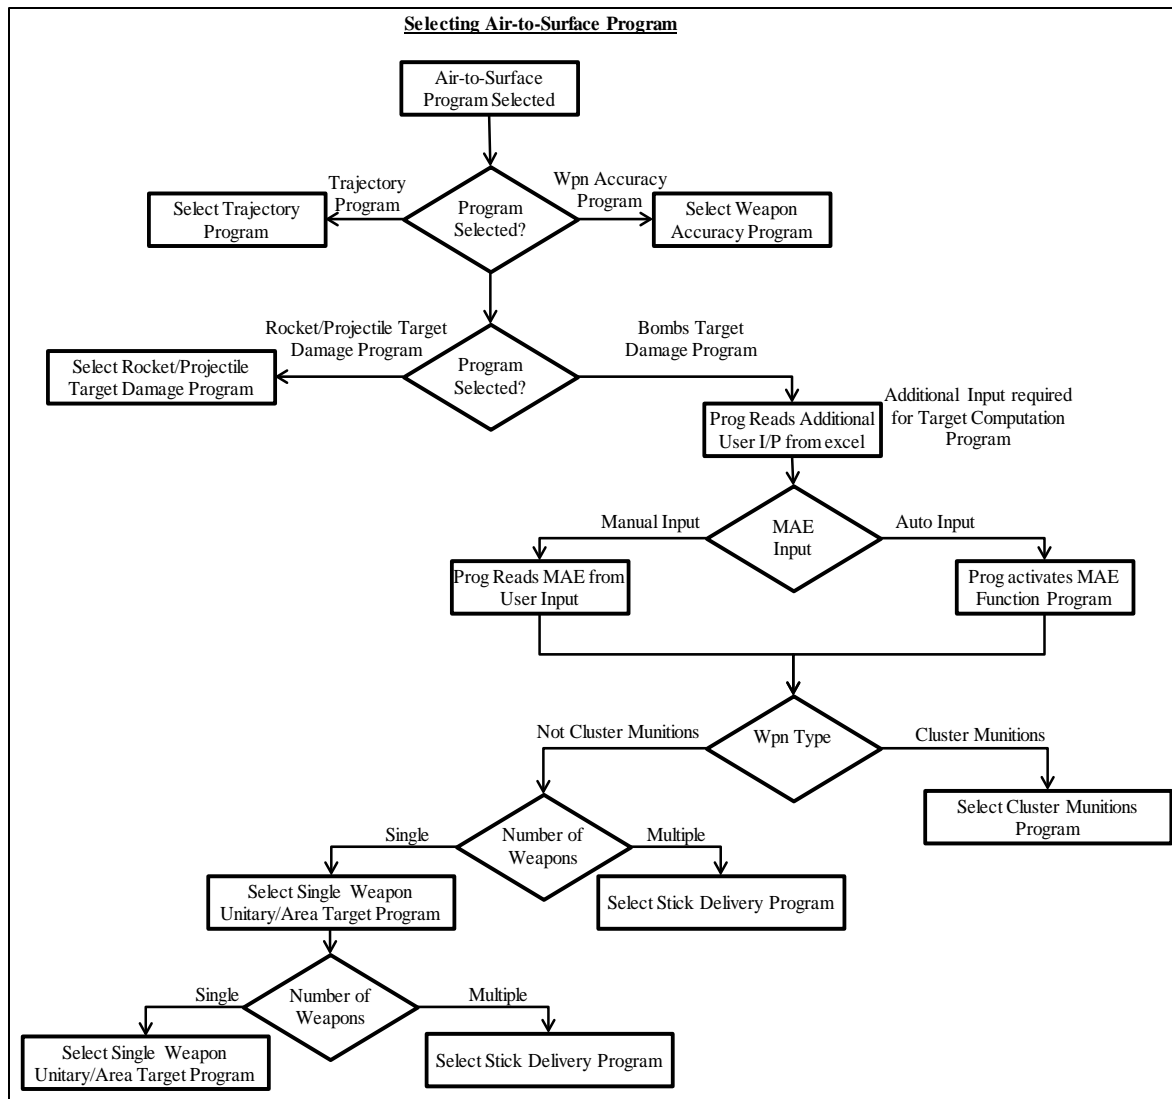 Selecting Air-to-Surface Program
Air-to-Surface
Program Selected
Trajectory
Program
Wpn Accuracy
Program
Select Trajectory
Program
Program
Selected?
Select Weapon
Accuracy Program
Rocket/Projectile Target
Damage Program
Bombs Target
Damage Program
Select Rocket/Projectile
Target Damage Program
Program
Selected?
Prog Reads Additional
User I/P from excel
Additional Input required
for Target Computation
Program
Manual Input
MAE
Input
Auto Input
Prog Reads MAE from
User Input
Prog activates MAE
Function Program
Not Cluster Munitions
Wpn Type
Cluster Munitions
Select Cluster Munitions
Program
Single
Number of
Weapons
Multiple
Select Single Weapon
Unitary/Area Target Program
Select Stick Delivery Program
Single
Number of
Weapons
Multiple
Select Single Weapon
Unitary/Area Target Program
Select Stick Delivery Program